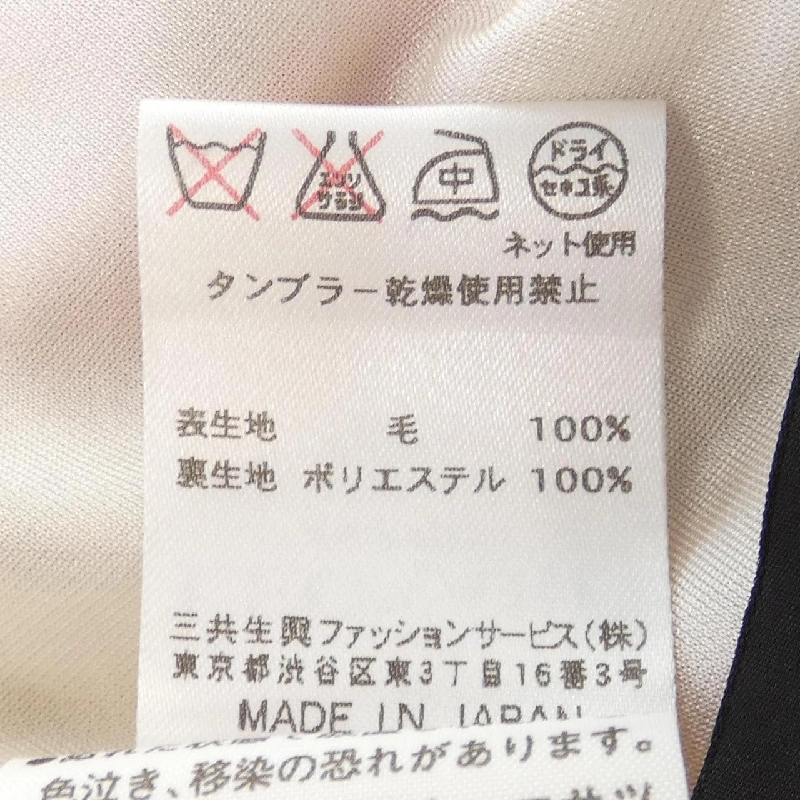 エンソ
サラシ
中
ドライ
セキユ系
ネット使用
タンブラー乾燥使用禁止
表生地 毛 100%
裏生地 ポリエステル 100%
三共生興ファッションサービス(株)
東京都渋谷区東3丁目16番3号
MADE IN JAPAN
色泣き、移染の恐れがあります。